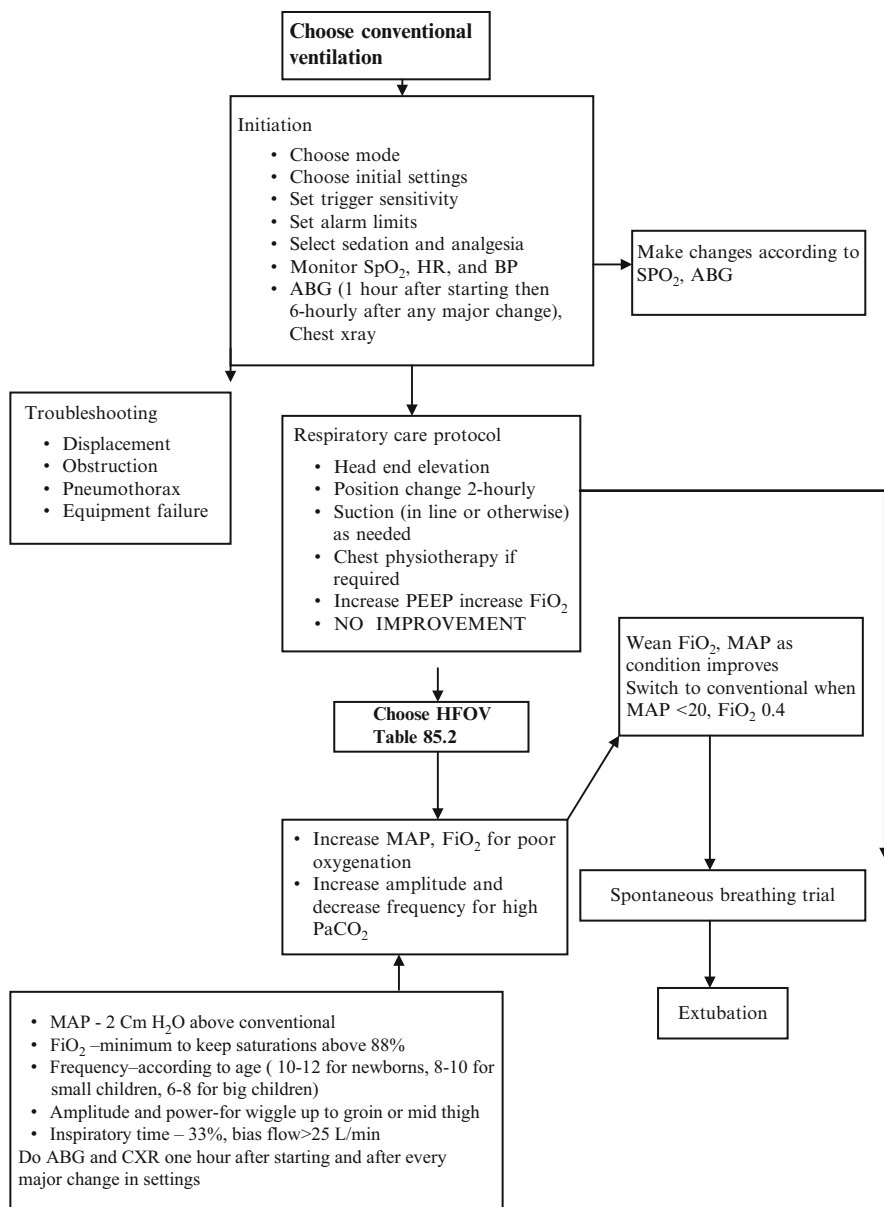 Choose conventional
ventilation
Initiation
• Choose mode
• Choose initial settings
• Set trigger sensitivity
• Set alarm limits
• Select sedation and analgesia
• Monitor SpO₂, HR, and BP
• ABG (1 hour after starting then
6-hourly after any major change),
Chest xray
Make changes according to
SPO₂, ABG
Troubleshooting
• Displacement
• Obstruction
• Pneumothorax
• Equipment failure
Respiratory care protocol
• Head end elevation
• Position change 2-hourly
• Suction (in line or otherwise)
as needed
• Chest physiotherapy if
required
• Increase PEEP increase FiO₂
• NO IMPROVEMENT
Choose HFOV
Table 85.2
• Increase MAP, FiO₂ for poor
oxygenation
• Increase amplitude and
decrease frequency for high
PaCO₂
Wean FiO₂, MAP as
condition improves
Switch to conventional when
MAP <20, FiO₂ 0.4
Spontaneous breathing trial
Extubation
• MAP - 2 Cm H₂O above conventional
• FiO₂ –minimum to keep saturations above 88%
• Frequency–according to age ( 10-12 for newborns, 8-10 for
small children, 6-8 for big children)
• Amplitude and power-for wiggle up to groin or mid thigh
• Inspiratory time – 33%, bias flow>25 L/min
Do ABG and CXR one hour after starting and after every
major change in settings